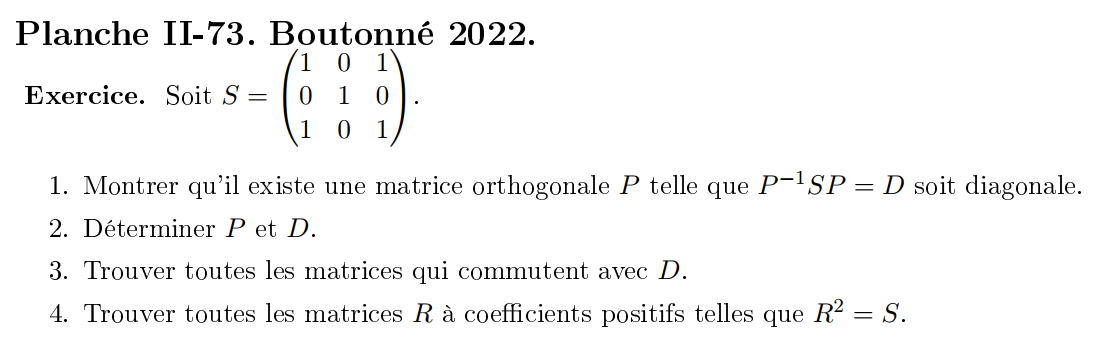 Planche II-73. Boutonné 2022.
Exercice. Soit $S = \begin{pmatrix} 1 & 0 & 1 \\ 0 & 1 & 0 \\ 1 & 0 & 1 \end{pmatrix}$.
1. Montrer qu'il existe une matrice orthogonale $P$ telle que $P^{-1}SP = D$ soit diagonale.
2. Déterminer $P$ et $D$.
3. Trouver toutes les matrices qui commutent avec $D$.
4. Trouver toutes les matrices $R$ à coefficients positifs telles que $R^2 = S$.